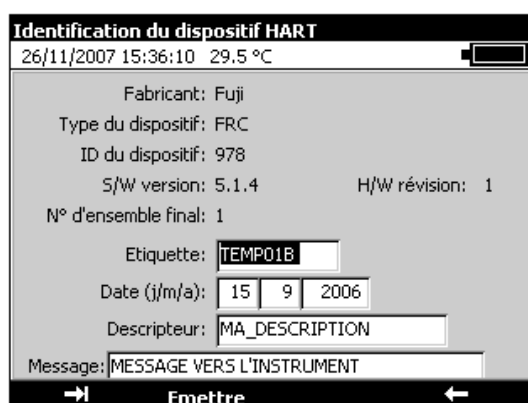 Identification du dispositif HART
26/11/2007 15:36:10 29.5 °C
Fabricant: Fuji
Type du dispositif: FRC
ID du dispositif: 978
S/W version: 5.1.4 H/W révision: 1
N° d'ensemble final: 1
Etiquette: TEMP01B
Date (j/m/a): 15 9 2006
Descripteur: MA_DESCRIPTION
Message: MESSAGE VERS L'INSTRUMENT
Emettre